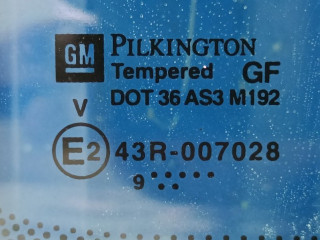 GM PILKINGTON
Tempered GF
DOT 36 AS3 M192
V
E2 43R-007028
9